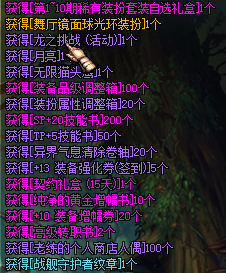 获得[第1~10期稀有装扮套装自选礼盒]1个
获得[舞厅镜面球光环装扮]1个
获得[龙之挑战 (活动)]1个
获得[月亮]1个
获得[无限猫头]1个
获得[装备品级调整箱]100个
获得[装扮属性调整箱]20个
获得[SP+20技能书]200个
获得[TP+5技能书]50个
获得[异界气息清除卷轴]20个
获得[+13 装备强化券(签到)]5个
获得[契约礼盒 (15天)]1个
获得[纯净的黄金增幅书]10个
获得[+10 装备增幅券]2个
获得[高级转职书]2个
获得[老练的个人商店人偶]100个
获得[战舰守护者纹章]1个